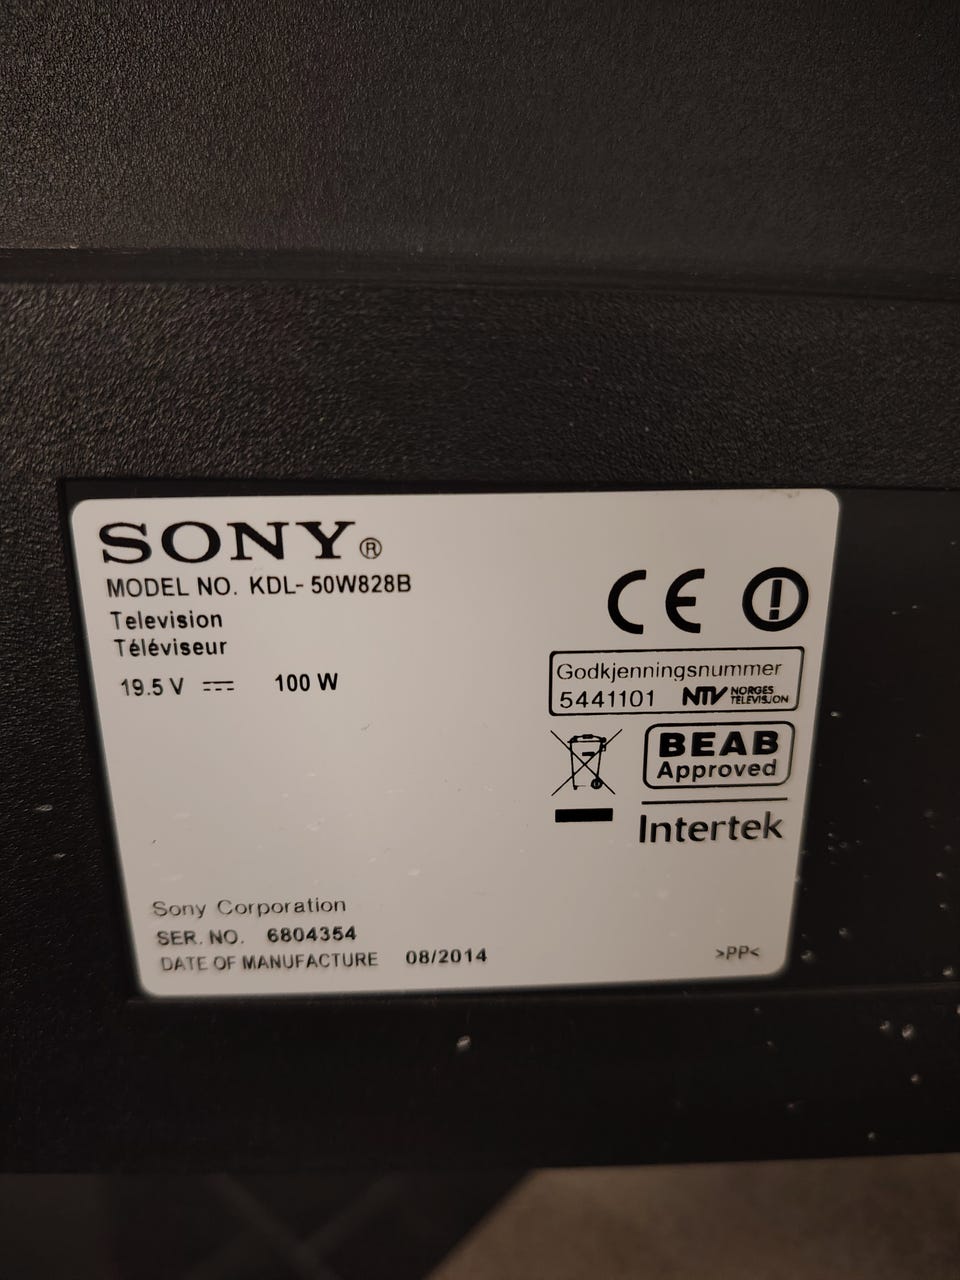 SONY®
MODEL NO. KDL-50W828B
Television
Téléviseur
19.5 V ⎓ 100 W
CE
Godkjenningsnummer
5441101 NTV NORGES TELEVISJON
BEAB
Approved
Intertek
Sony Corporation
SER. NO. 6804354
DATE OF MANUFACTURE 08/2014
>PP<